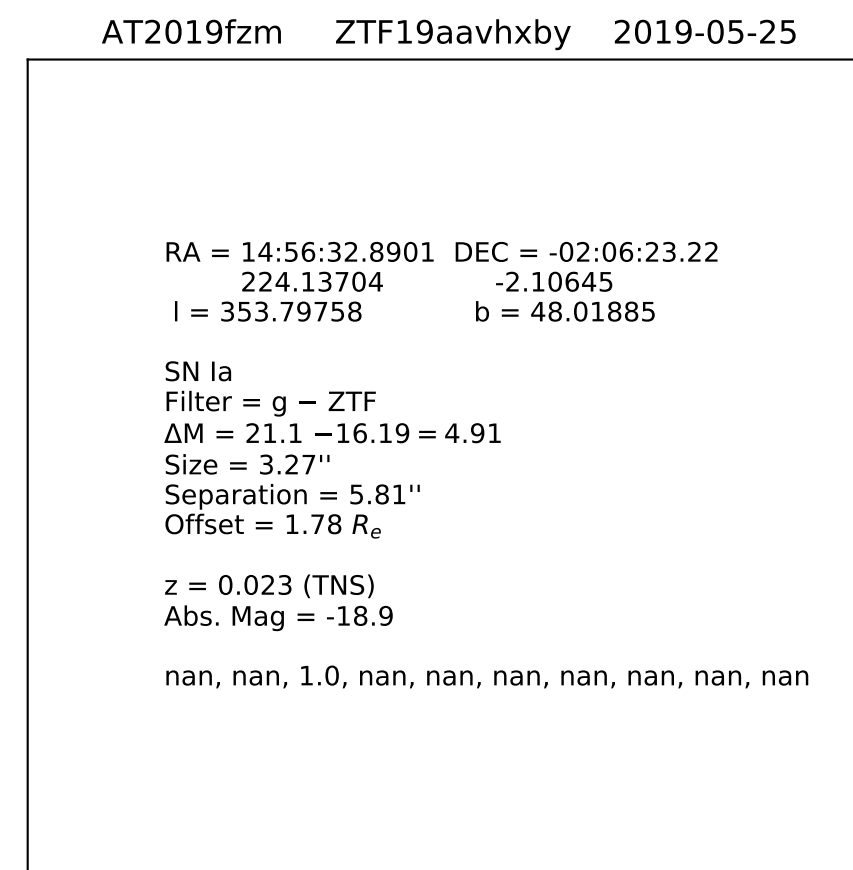 AT2019fzm ZTF19aavhxby 2019-05-25
RA = 14:56:32.8901 DEC = -02:06:23.22
224.13704 -2.10645
l = 353.79758 b = 48.01885
SN Ia
Filter = g − ZTF
ΔM = 21.1 −16.19 = 4.91
Size = 3.27''
Separation = 5.81''
Offset = 1.78 Rₑ
z = 0.023 (TNS)
Abs. Mag = -18.9
nan, nan, 1.0, nan, nan, nan, nan, nan, nan, nan